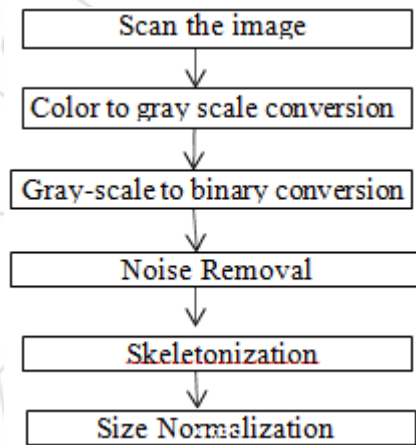 Scan the image
Color to gray scale conversion
Gray-scale to binary conversion
Noise Removal
Skeletonization
Size Normalization